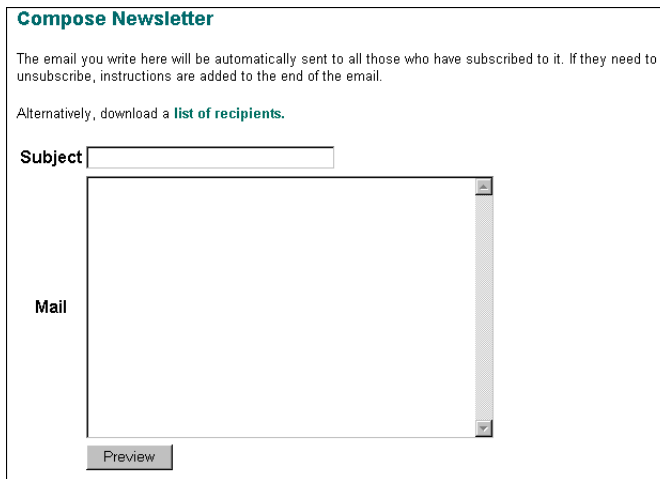 Compose Newsletter
The email you write here will be automatically sent to all those who have subscribed to it. If they need to
unsubscribe, instructions are added to the end of the email.
Alternatively, download a list of recipients.
Subject
Mail
Preview